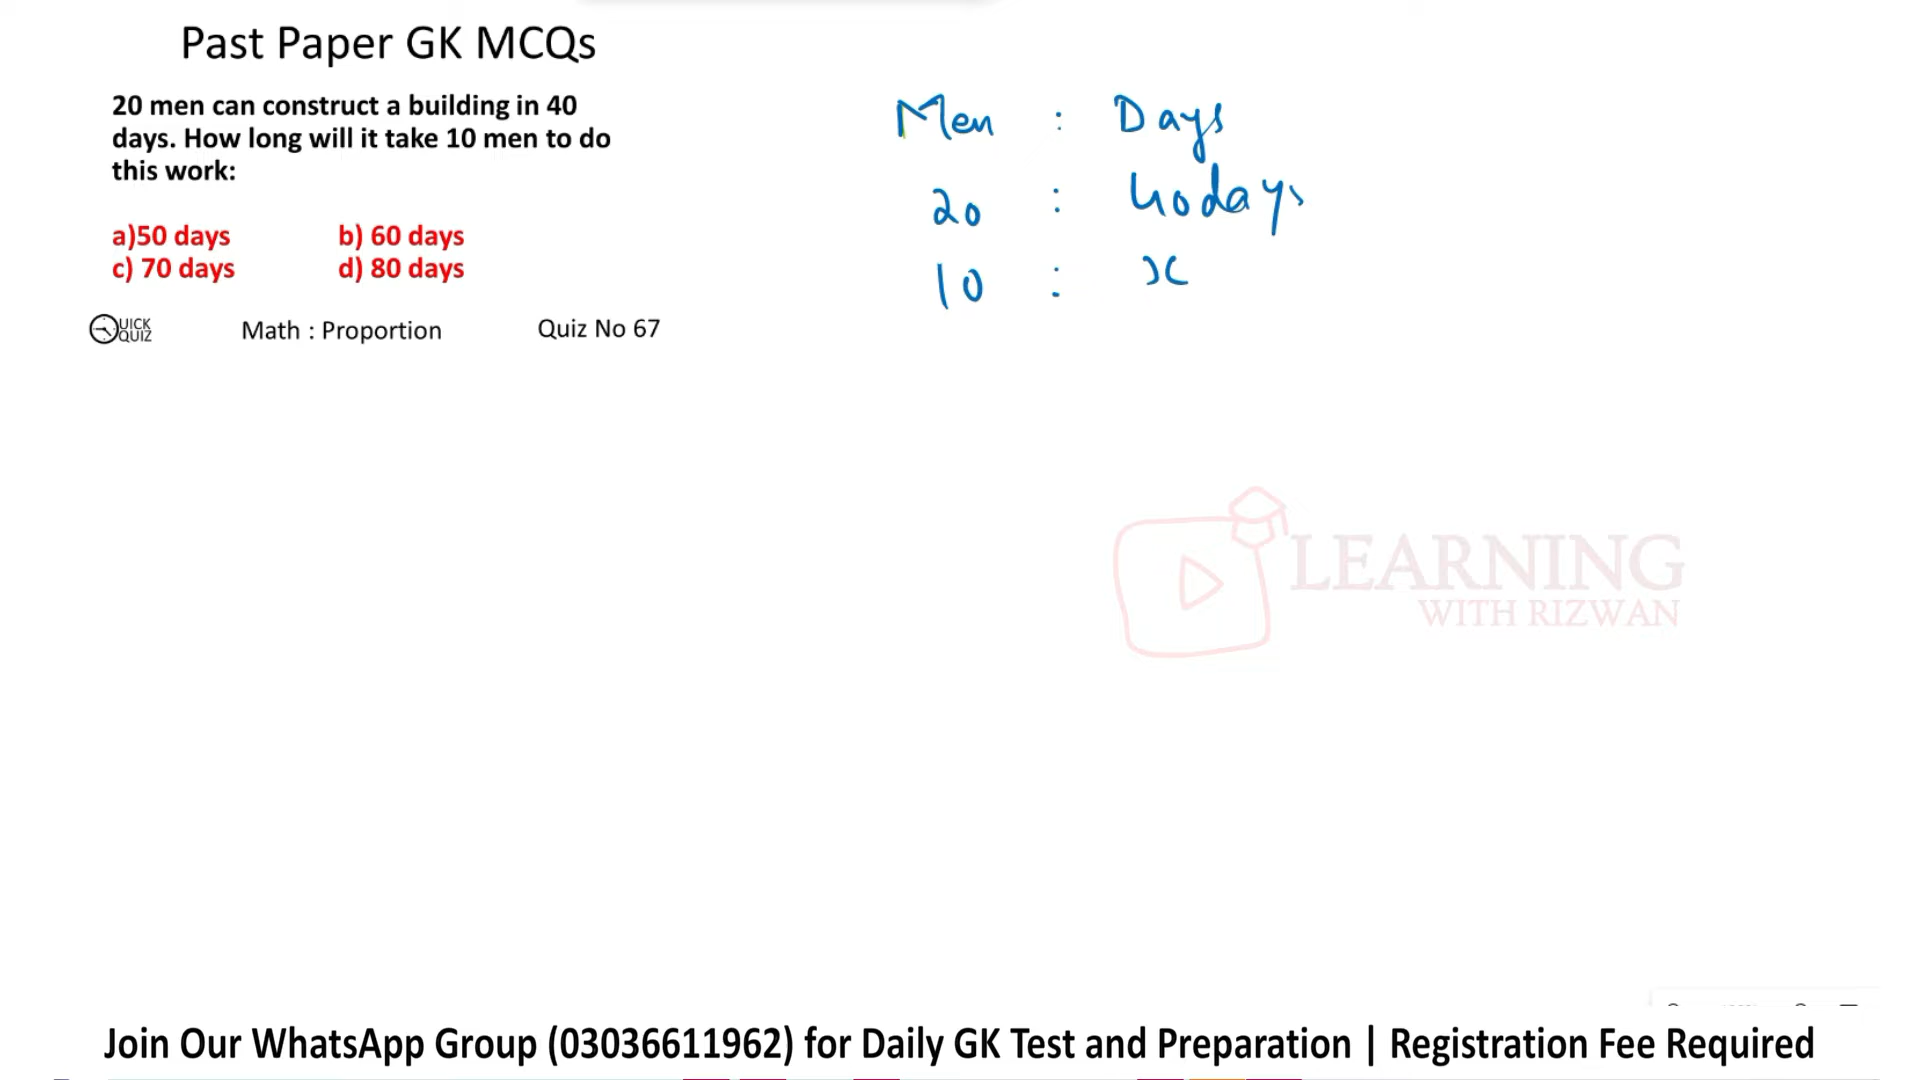 Past Paper GK MCQs
20 men can construct a building in 40
days. How long will it take 10 men to do
this work:
a)50 days b) 60 days
c) 70 days d) 80 days
QUICK
QUIZ
Math : Proportion
Quiz No 67
Men : Days
20 : 40days
10 : x
LEARNING
WITH RIZWAN
Join Our WhatsApp Group (03036611962) for Daily GK Test and Preparation | Registration Fee Required